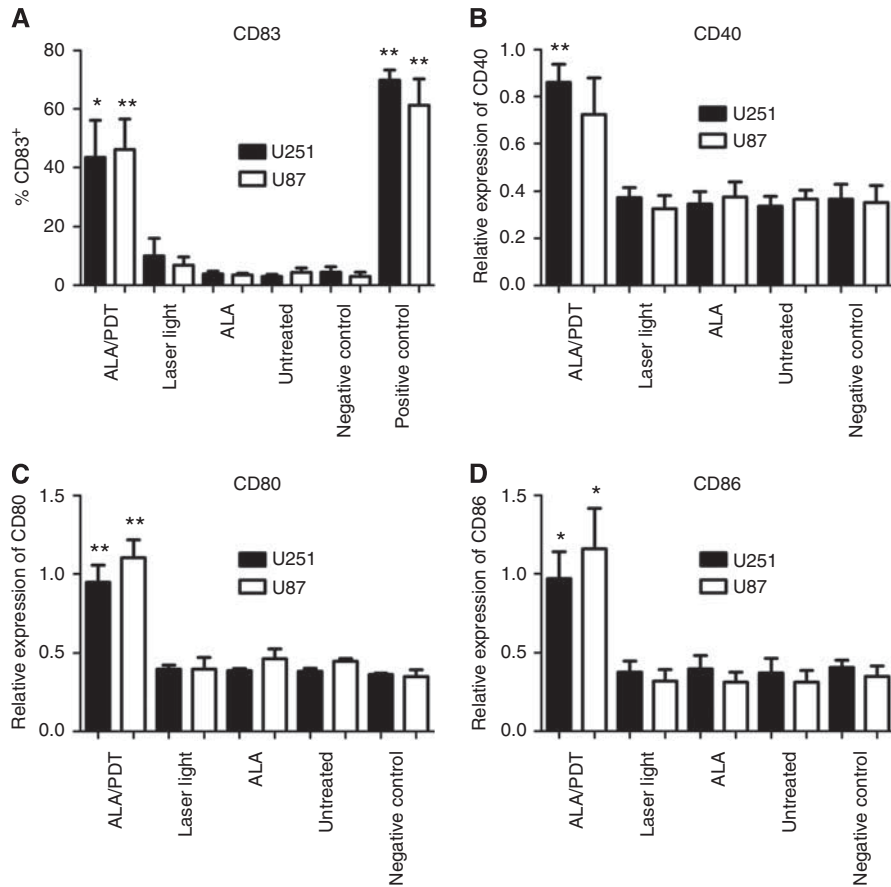 A
CD83
% CD83+
80
60
40
20
0
* ** ** **
U251
U87
ALA/PDT
Laser light
ALA
Untreated
Negative control
Positive control
B
CD40
Relative expression of CD40
1.0
0.8
0.6
0.4
0.2
0.0
**
U251
U87
ALA/PDT
Laser light
ALA
Untreated
Negative control
C
CD80
Relative expression of CD80
1.5
1.0
0.5
0.0
** **
U251
U87
ALA/PDT
Laser light
ALA
Untreated
Negative control
D
CD86
Relative expression of CD86
1.5
1.0
0.5
0.0
* *
U251
U87
ALA/PDT
Laser light
ALA
Untreated
Negative control